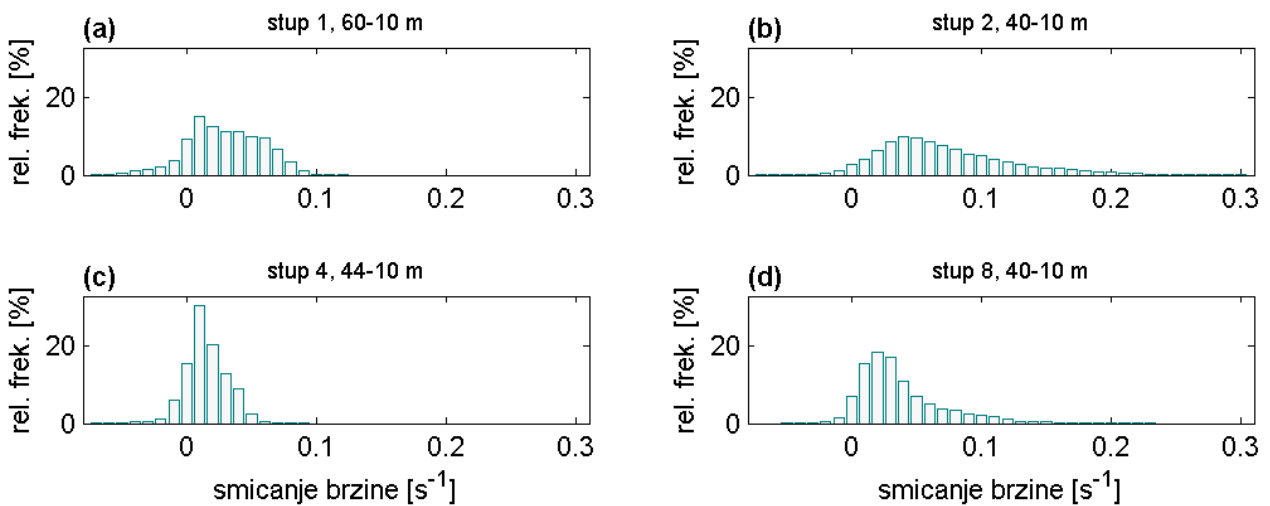 (a) stup 1, 60-10 m
rel. frek. [%]
20
0
0 0.1 0.2 0.3
(b) stup 2, 40-10 m
rel. frek. [%]
20
0
0 0.1 0.2 0.3
(c) stup 4, 44-10 m
rel. frek. [%]
20
0
0 0.1 0.2 0.3
smicanje brzine [s⁻¹]
(d) stup 8, 40-10 m
rel. frek. [%]
20
0
0 0.1 0.2 0.3
smicanje brzine [s⁻¹]